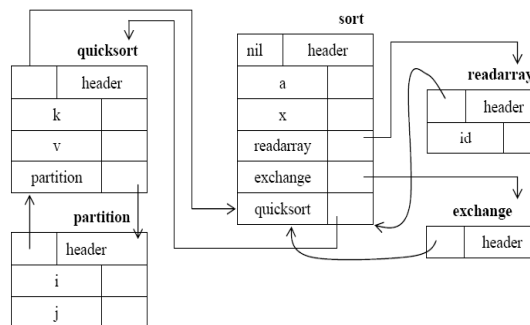 sort
quicksort
nil header
header
a
k
x
v
readarray
partition
exchange
quicksort
readarray
header
id
partition
header
i
j
exchange
header